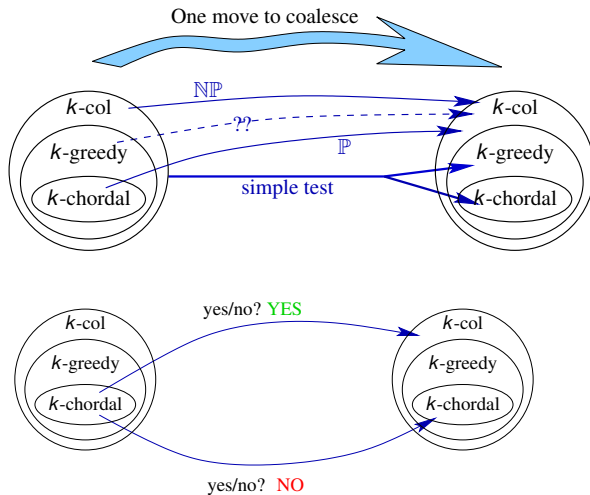 One move to coalesce
k-col
ℕℙ
k-col
??
k-greedy
ℙ
k-greedy
k-chordal
simple test
k-chordal
yes/no? YES
k-col
k-col
k-greedy
k-greedy
k-chordal
k-chordal
yes/no? NO